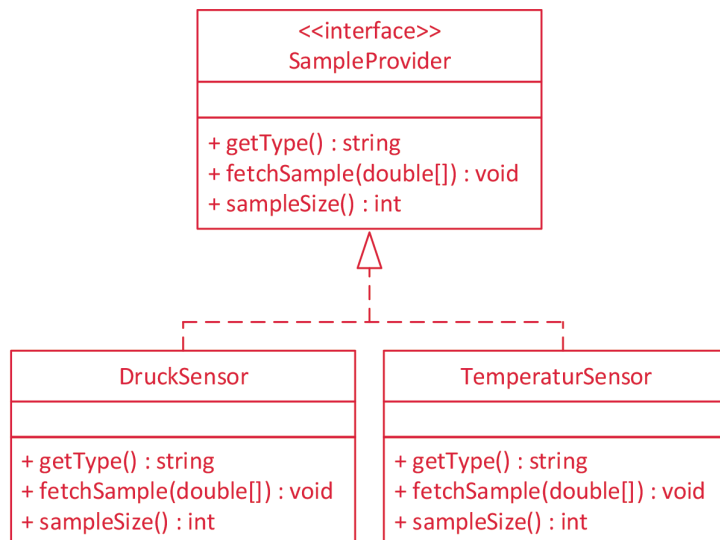 <<interface>>
SampleProvider
+ getType() : string
+ fetchSample(double[]) : void
+ sampleSize() : int
DruckSensor
+ getType() : string
+ fetchSample(double[]) : void
+ sampleSize() : int
TemperaturSensor
+ getType() : string
+ fetchSample(double[]) : void
+ sampleSize() : int